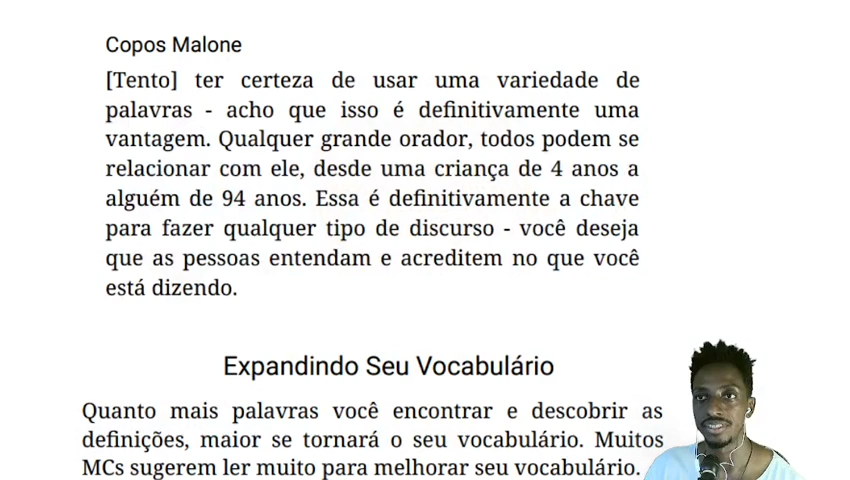 Copos Malone
[Tento] ter certeza de usar uma variedade de
palavras - acho que isso é definitivamente uma
vantagem. Qualquer grande orador, todos podem se
relacionar com ele, desde uma criança de 4 anos a
alguém de 94 anos. Essa é definitivamente a chave
para fazer qualquer tipo de discurso - você deseja
que as pessoas entendam e acreditem no que você
está dizendo.
Expandindo Seu Vocabulário
Quanto mais palavras você encontrar e descobrir as
definições, maior se tornará o seu vocabulário. Muitos
MCs sugerem ler muito para melhorar seu vocabulário.